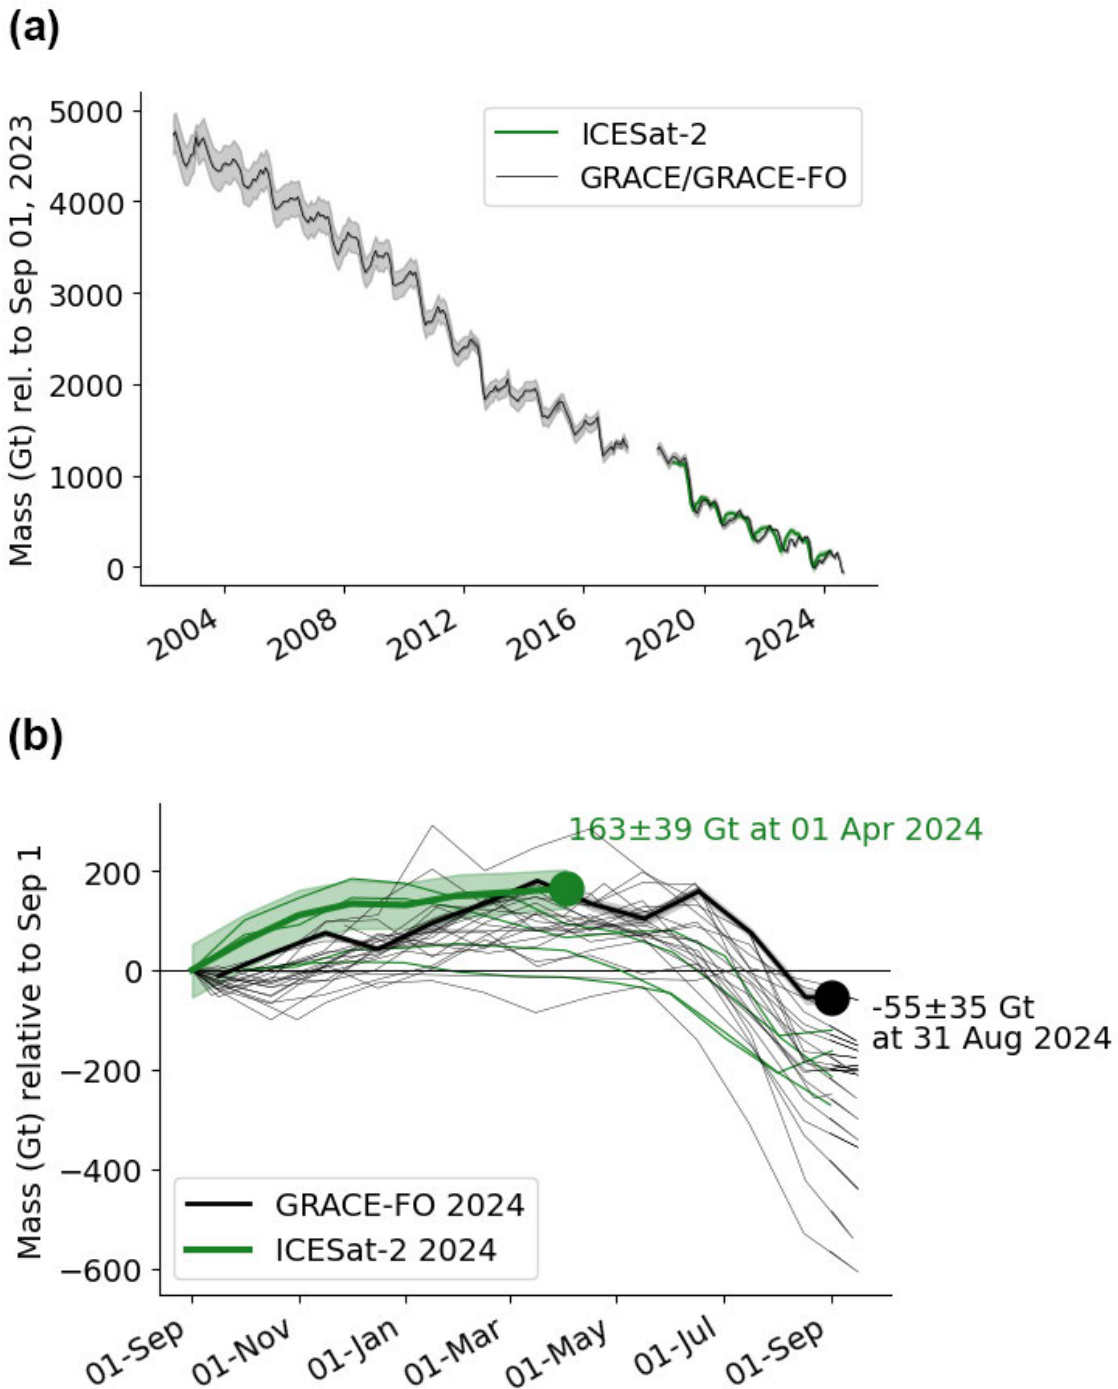 (a)
Mass (Gt) rel. to Sep 01, 2023
5000
4000
3000
2000
1000
0
ICESat-2
GRACE/GRACE-FO
2004
2008
2012
2016
2020
2024
(b)
Mass (Gt) relative to Sep 1
200
0
−200
−400
−600
163±39 Gt at 01 Apr 2024
-55±35 Gt
at 31 Aug 2024
GRACE-FO 2024
ICESat-2 2024
01-Sep
01-Nov
01-Jan
01-Mar
01-May
01-Jul
01-Sep